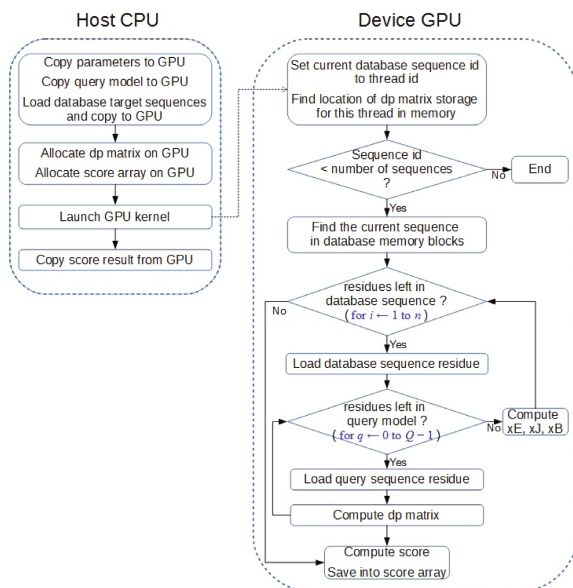 Host CPU
Copy parameters to GPU
Copy query model to GPU
Load database target sequences
and copy to GPU
Allocate dp matrix on GPU
Allocate score array on GPU
Launch GPU kernel
Copy score result from GPU
Device GPU
Set current database sequence id
to thread id
Find location of dp matrix storage
for this thread in memory
Sequence id
< number of sequences
?
No
End
Yes
Find the current sequence
in database memory blocks
residues left in
database sequence ?
( for i ← 1 to n )
No
Yes
Load database sequence residue
residues left in
query model ?
( for q ← 0 to Q − 1 )
No
Compute
xE, xJ, xB
Yes
Load query sequence residue
Compute dp matrix
Compute score
Save into score array